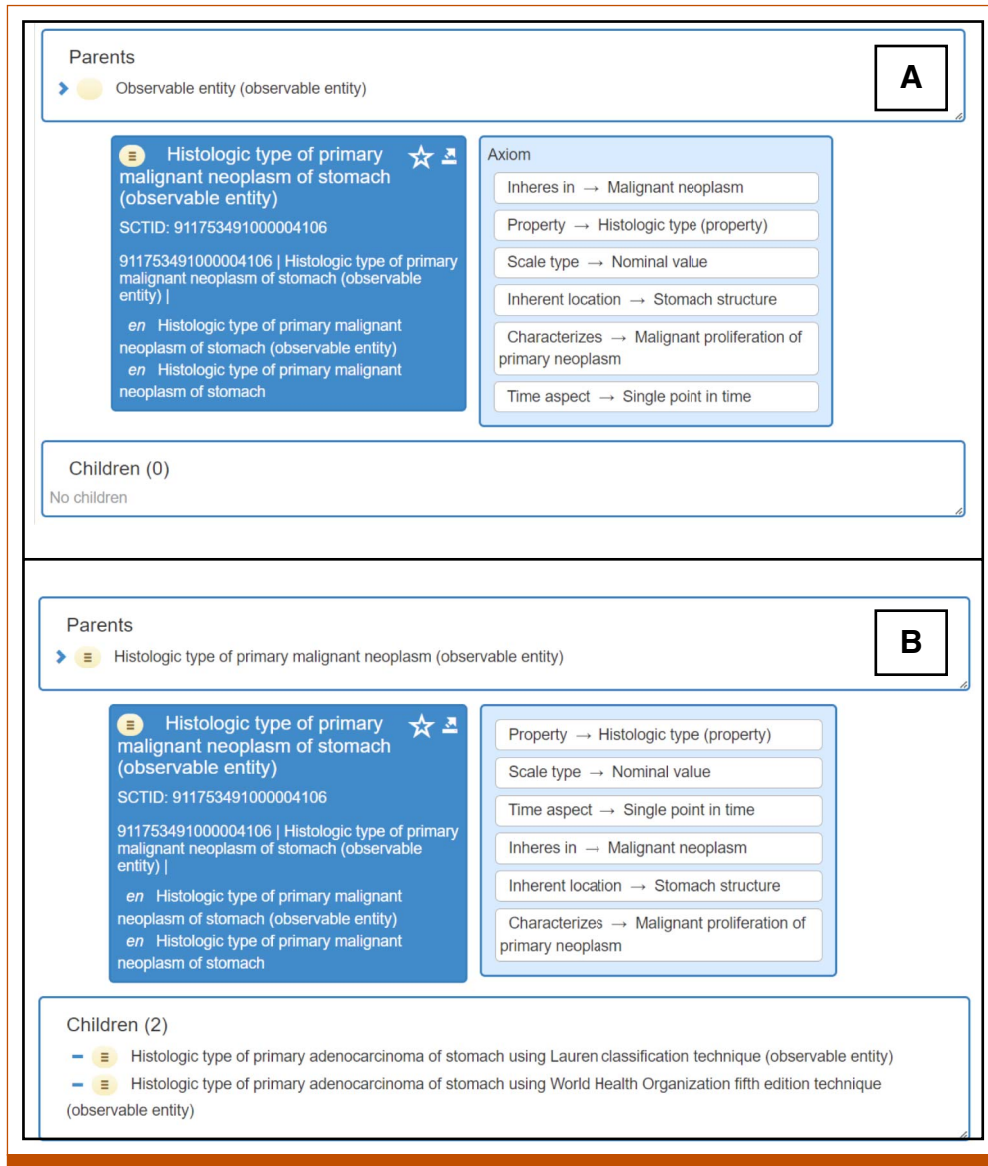 Parents
Observable entity (observable entity)
A
Histologic type of primary
malignant neoplasm of stomach
(observable entity)
SCTID: 911753491000004106
911753491000004106 | Histologic type of primary
malignant neoplasm of stomach (observable
entity) |
en Histologic type of primary malignant
neoplasm of stomach (observable entity)
en Histologic type of primary malignant
neoplasm of stomach
Axiom
Inheres in → Malignant neoplasm
Property → Histologic type (property)
Scale type → Nominal value
Inherent location → Stomach structure
Characterizes → Malignant proliferation of
primary neoplasm
Time aspect → Single point in time
Children (0)
No children
Parents
Histologic type of primary malignant neoplasm (observable entity)
B
Histologic type of primary
malignant neoplasm of stomach
(observable entity)
SCTID: 911753491000004106
911753491000004106 | Histologic type of primary
malignant neoplasm of stomach (observable
entity) |
en Histologic type of primary malignant
neoplasm of stomach (observable entity)
en Histologic type of primary malignant
neoplasm of stomach
Property → Histologic type (property)
Scale type → Nominal value
Time aspect → Single point in time
Inheres in → Malignant neoplasm
Inherent location → Stomach structure
Characterizes → Malignant proliferation of
primary neoplasm
Children (2)
Histologic type of primary adenocarcinoma of stomach using Lauren classification technique (observable entity)
Histologic type of primary adenocarcinoma of stomach using World Health Organization fifth edition technique
(observable entity)